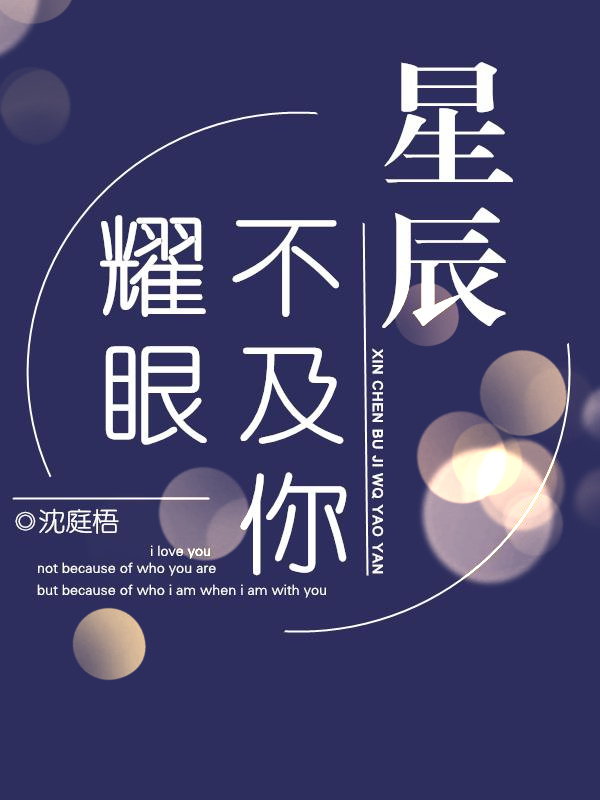 星辰
不及你
耀眼
XIN CHEN BU JI WQ YAO YAN
◎沈庭梧
i love you
not because of who you are
but because of who i am when i am with you